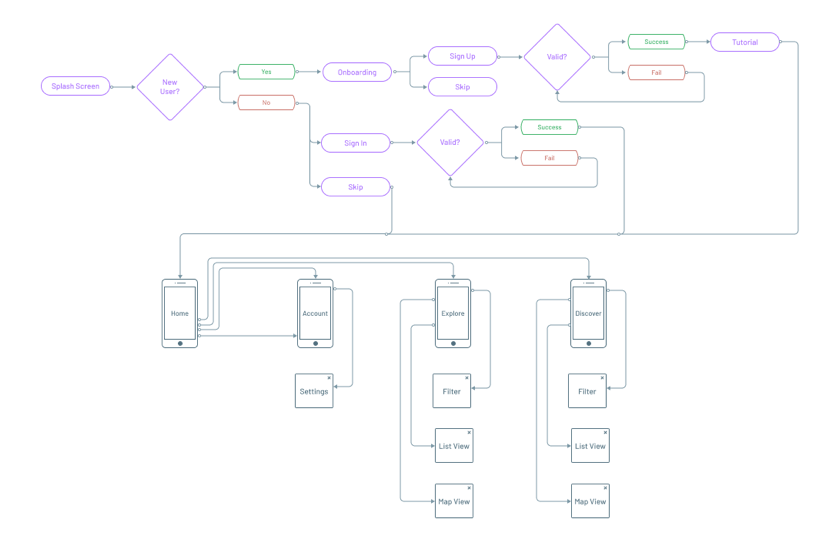 Splash Screen
New
User?
Yes
No
Onboarding
Sign Up
Skip
Valid?
Success
Fail
Tutorial
Sign In
Skip
Valid?
Success
Fail
Home
Account
Explore
Discover
Settings
Filter
Filter
List View
List View
Map View
Map View